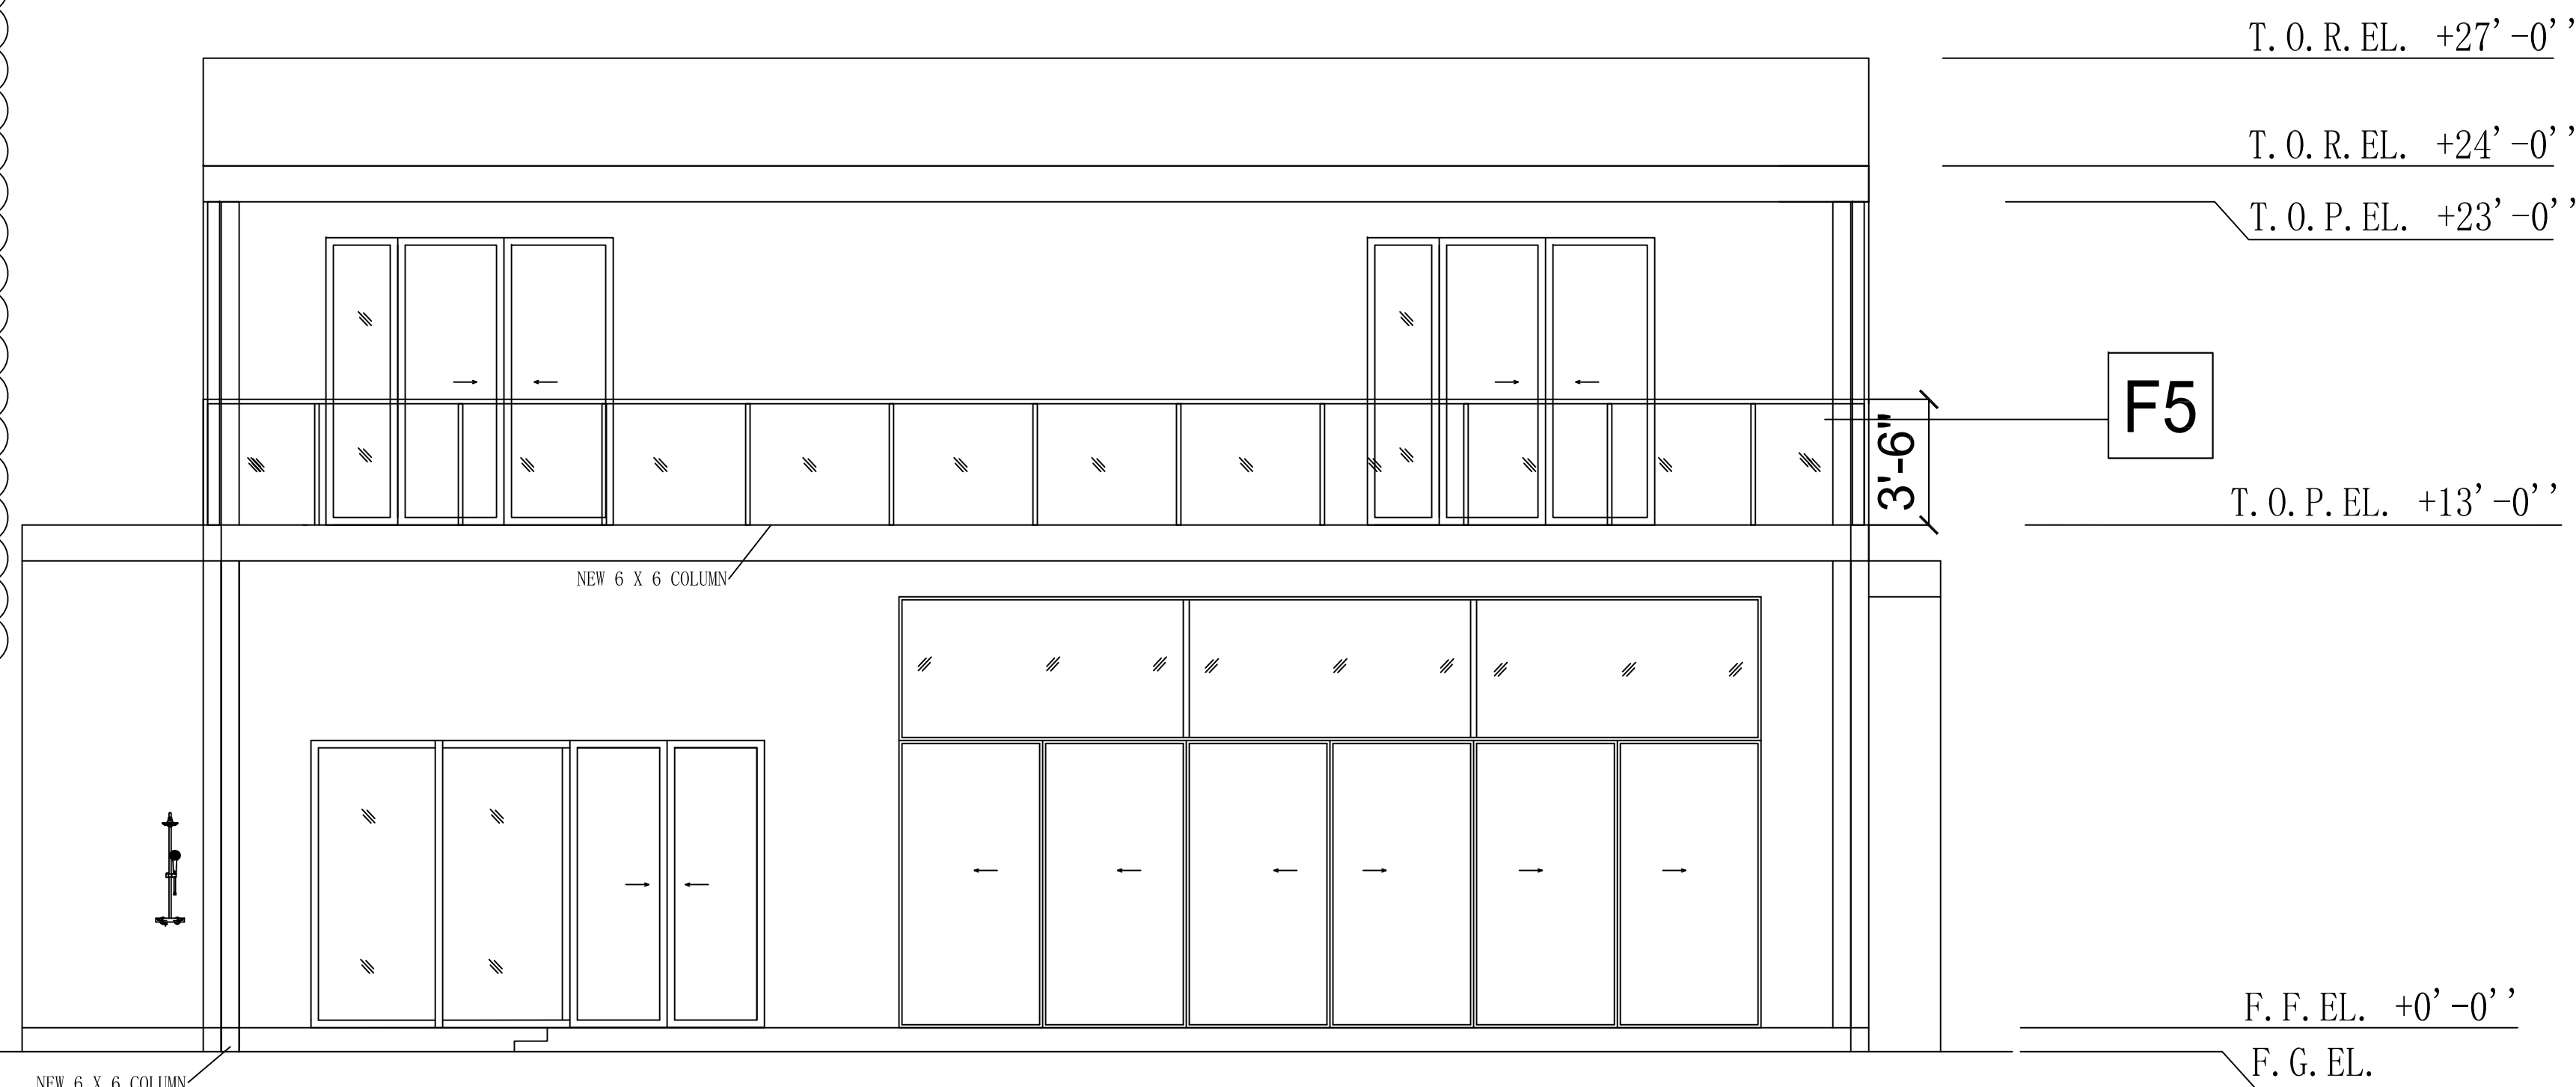 T.O.R.EL. +27'-0''
T.O.R.EL. +24'-0''
T.O.P.EL. +23'-0''
F5
3'-6"
T.O.P.EL. +13'-0''
NEW 6 X 6 COLUMN
F.F.EL. +0'-0''
F.G.EL.
NEW 6 X 6 COLUMN